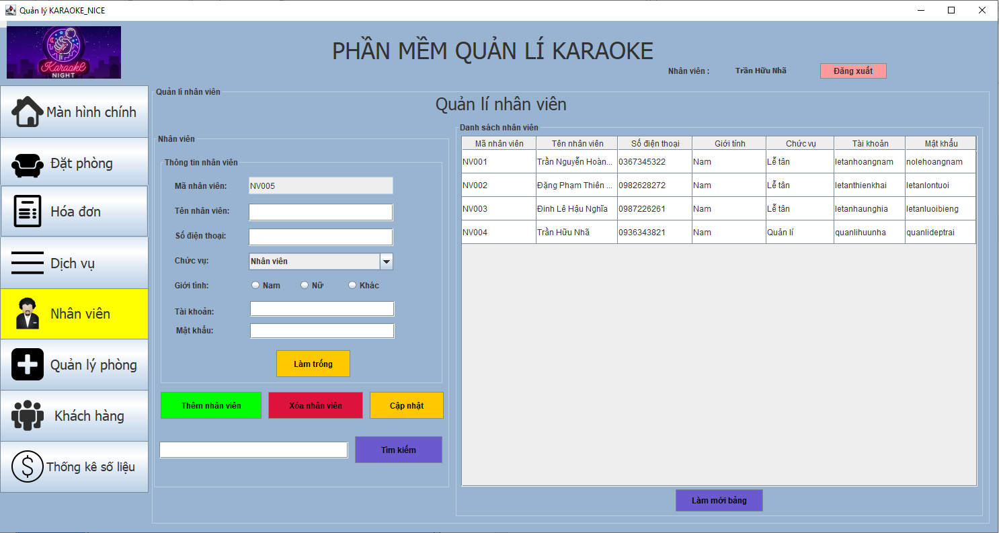 Quản lý KARAOKE_NICE
Karaoke
NIGHT
PHẦN MỀM QUẢN LÍ KARAOKE
Nhân viên : Trần Hữu Nhã Đăng xuất
Màn hình chính
Đặt phòng
Hóa đơn
Dịch vụ
Nhân viên
Quản lý phòng
Khách hàng
Thống kê số liệu
Quản lí nhân viên
Quản lí nhân viên
Nhân viên
Thông tin nhân viên
Mã nhân viên: NV005
Tên nhân viên:
Số điện thoại:
Chức vụ: Nhân viên
Giới tính: Nam Nữ Khác
Tài khoản:
Mật khẩu:
Làm trống
Thêm nhân viên Xóa nhân viên Cập nhật
Tìm kiếm
Danh sách nhân viên
Mã nhân viên Tên nhân viên Số điện thoại Giới tính Chức vụ Tài khoản Mật khẩu
NV001 Trần Nguyễn Hoàn... 0367345322 Nam Lễ tân letanhoangnam nolehoangnam
NV002 Đặng Phạm Thiên ... 0982628272 Nam Lễ tân letanthienkhai letanlontuoi
NV003 Đinh Lê Hậu Nghĩa 0987226261 Nam Lễ tân letanhaunghia letanluoibieng
NV004 Trần Hữu Nhã 0936343821 Nam Quản lí quanlihuunha quanlideptrai
Làm mới bảng